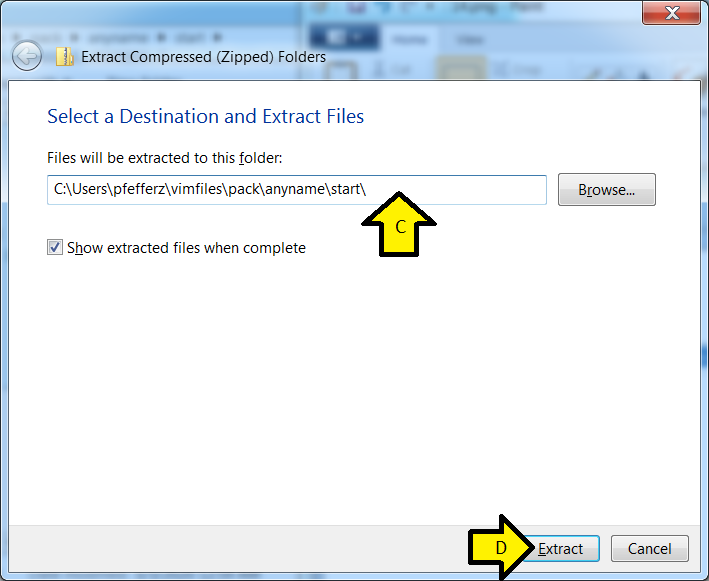 Extract Compressed (Zipped) Folders
Select a Destination and Extract Files
Files will be extracted to this folder:
C:\Users\pfefferz\vimfiles\pack\anyname\start\
Browse...
C
Show extracted files when complete
D
Extract
Cancel